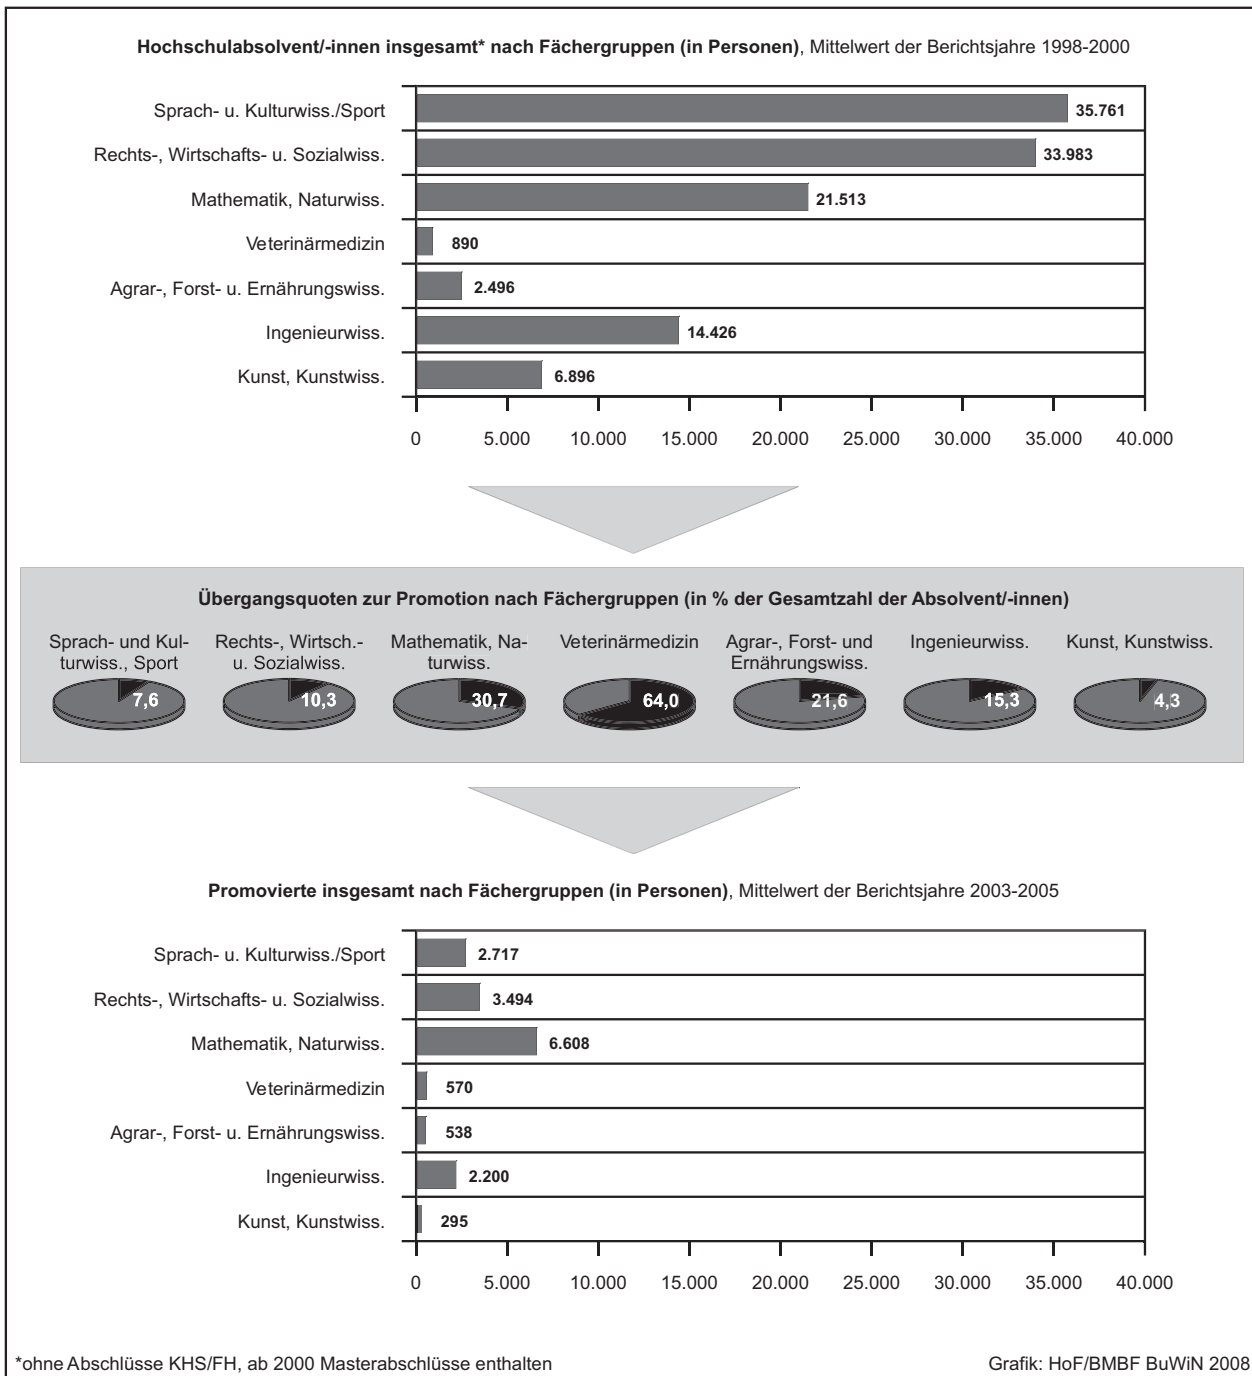 Hochschulabsolvent/-innen insgesamt* nach Fächergruppen (in Personen), Mittelwert der Berichtsjahre 1998-2000
Sprach- u. Kulturwiss./Sport 35.761
Rechts-, Wirtschafts- u. Sozialwiss. 33.983
Mathematik, Naturwiss. 21.513
Veterinärmedizin 890
Agrar-, Forst- u. Ernährungswiss. 2.496
Ingenieurwiss. 14.426
Kunst, Kunstwiss. 6.896
0 5.000 10.000 15.000 20.000 25.000 30.000 35.000 40.000
Übergangsquoten zur Promotion nach Fächergruppen (in % der Gesamtzahl der Absolvent/-innen)
Sprach- und Kul-
turwiss., Sport
7,6
Rechts-, Wirtsch.-
u. Sozialwiss.
10,3
Mathematik, Na-
turwiss.
30,7
Veterinärmedizin
64,0
Agrar-, Forst- und
Ernährungswiss.
21,6
Ingenieurwiss.
15,3
Kunst, Kunstwiss.
4,3
Promovierte insgesamt nach Fächergruppen (in Personen), Mittelwert der Berichtsjahre 2003-2005
Sprach- u. Kulturwiss./Sport 2.717
Rechts-, Wirtschafts- u. Sozialwiss. 3.494
Mathematik, Naturwiss. 6.608
Veterinärmedizin 570
Agrar-, Forst- u. Ernährungswiss. 538
Ingenieurwiss. 2.200
Kunst, Kunstwiss. 295
0 5.000 10.000 15.000 20.000 25.000 30.000 35.000 40.000
*ohne Abschlüsse KHS/FH, ab 2000 Masterabschlüsse enthalten
Grafik: HoF/BMBF BuWiN 2008